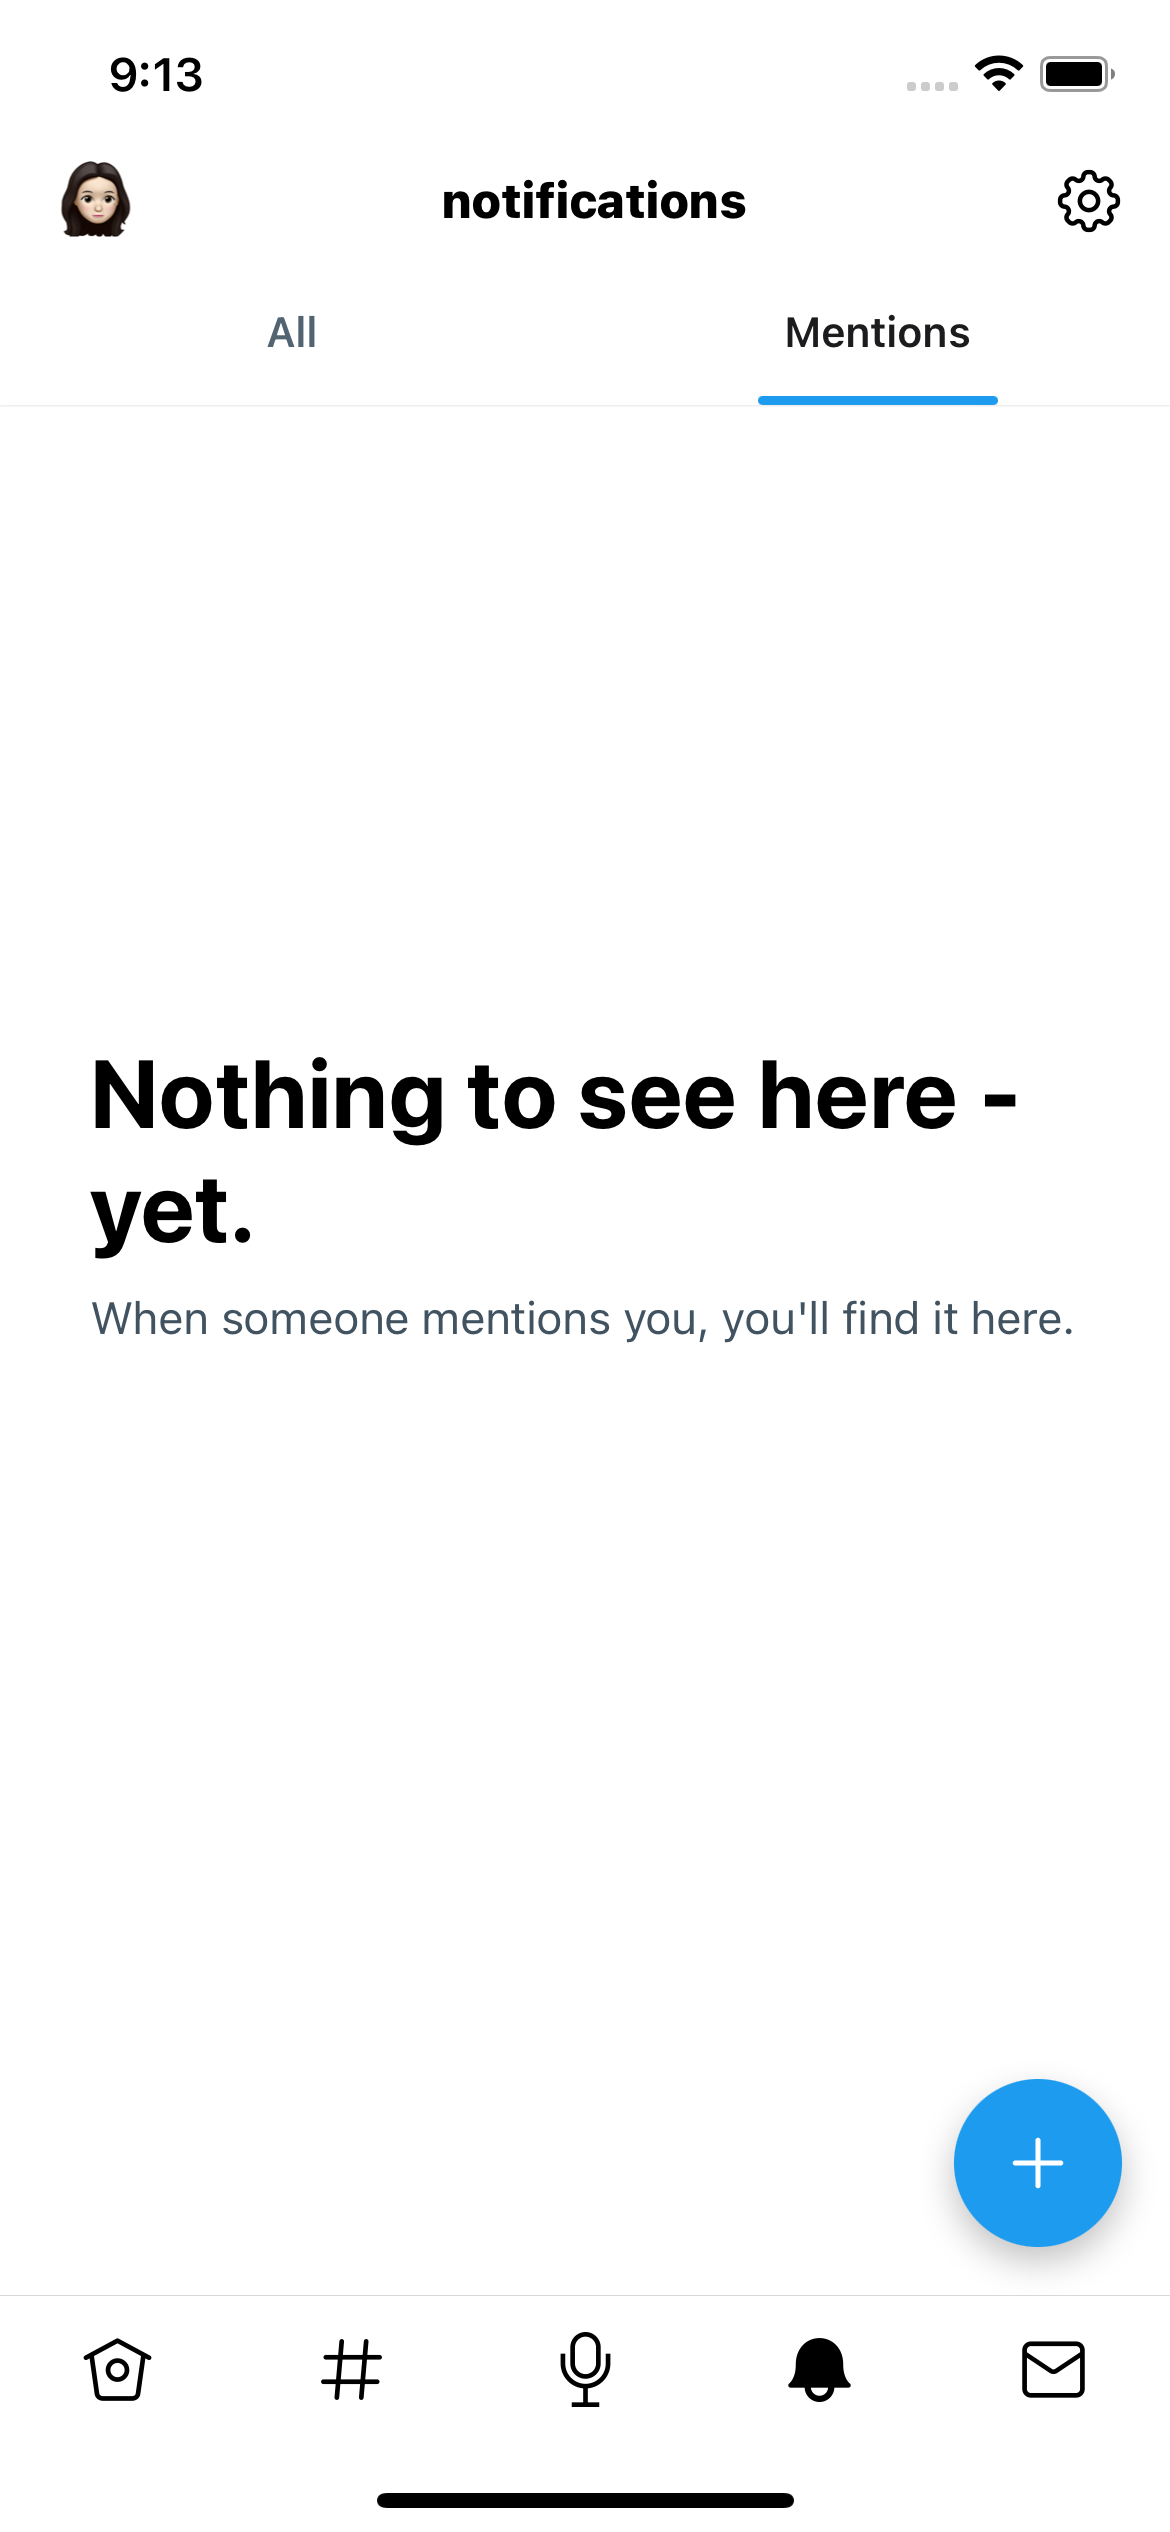 9:13
notifications
All
Mentions
Nothing to see here -
yet.
When someone mentions you, you'll find it here.